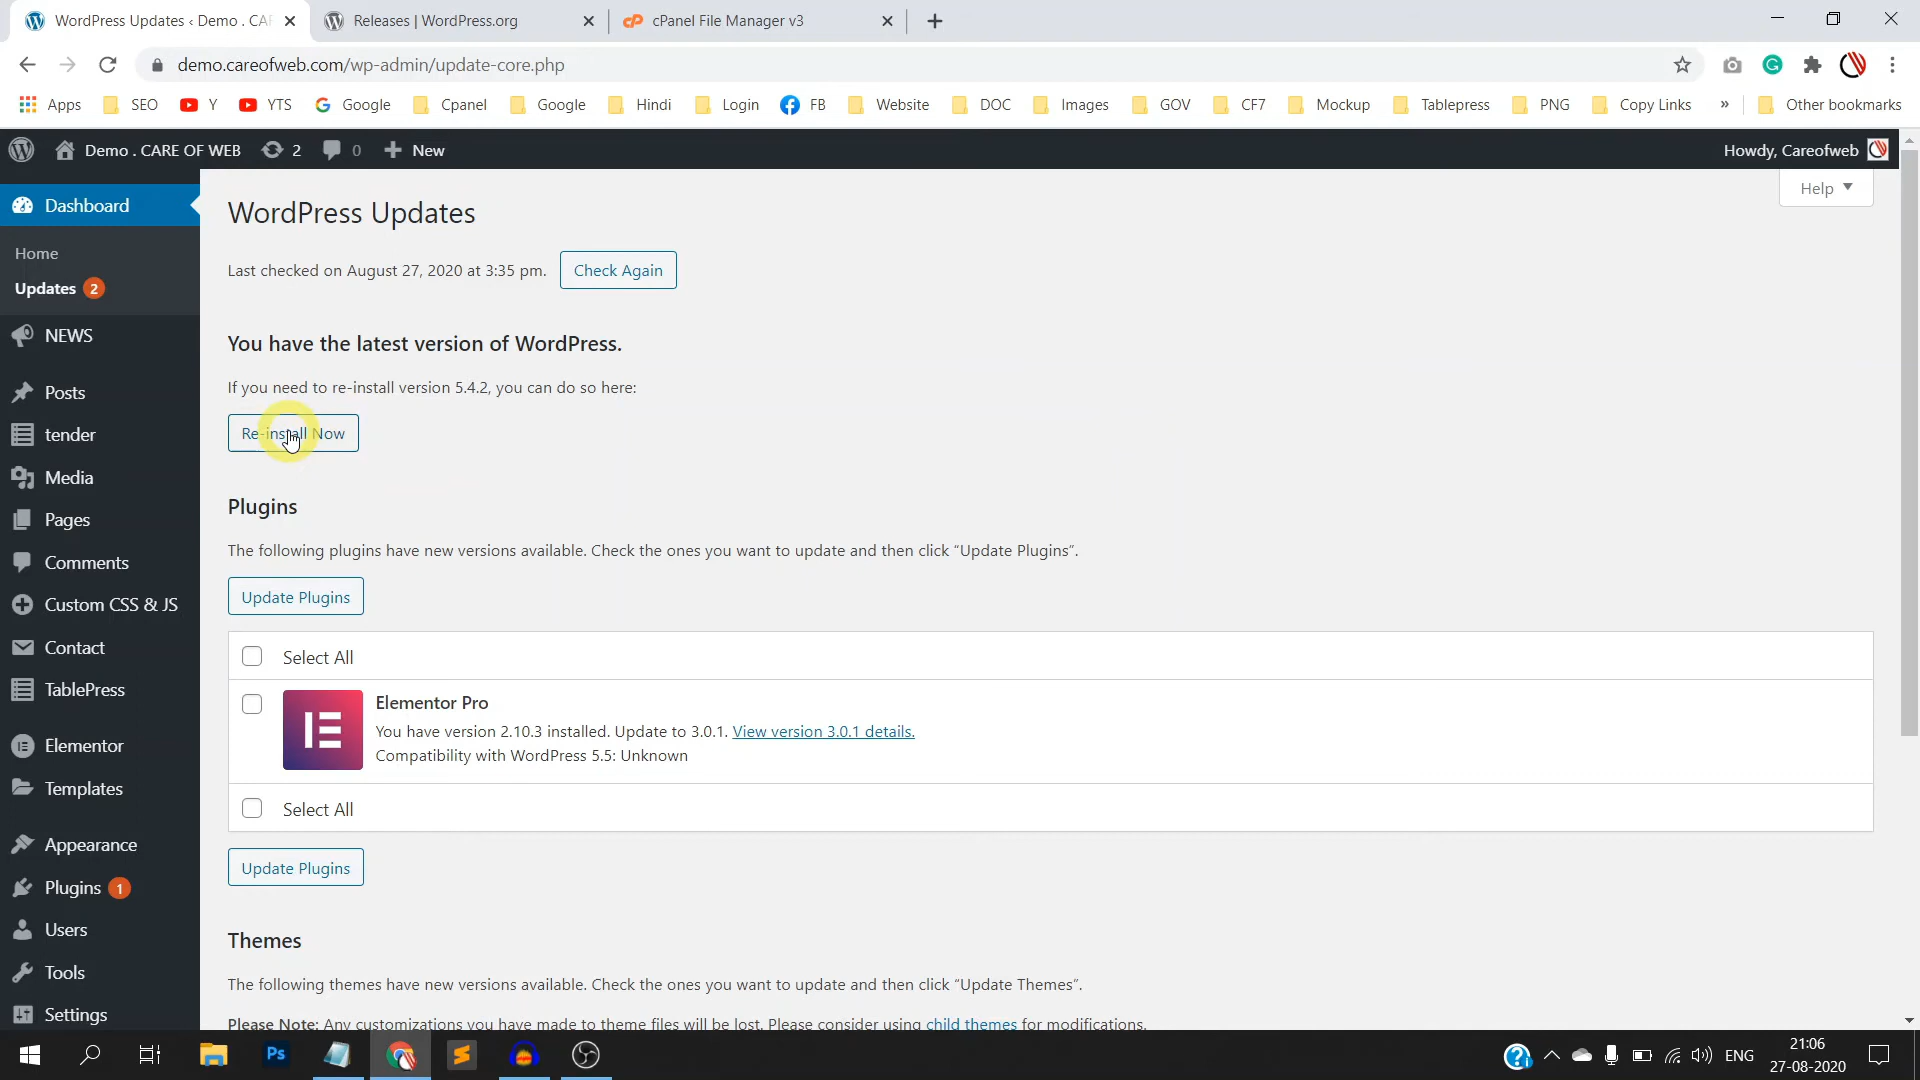 WordPress Updates ‹ Demo . CAR
Releases | WordPress.org
cPanel File Manager v3
demo.careofweb.com/wp-admin/update-core.php
Apps
SEO
Y
YTS
Google
Cpanel
Google
Hindi
Login
FB
Website
DOC
Images
GOV
CF7
Mockup
Tablepress
PNG
Copy Links
»
Other bookmarks
Demo . CARE OF WEB
2
0
New
Howdy, Careofweb
Dashboard
Home
Updates 2
NEWS
Posts
tender
Media
Pages
Comments
Custom CSS & JS
Contact
TablePress
Elementor
Templates
Appearance
Plugins 1
Users
Tools
Settings
Help
WordPress Updates
Last checked on August 27, 2020 at 3:35 pm.
Check Again
You have the latest version of WordPress.
If you need to re-install version 5.4.2, you can do so here:
Re-install Now
Plugins
The following plugins have new versions available. Check the ones you want to update and then click “Update Plugins”.
Update Plugins
Select All
Elementor Pro
You have version 2.10.3 installed. Update to 3.0.1. View version 3.0.1 details.
Compatibility with WordPress 5.5: Unknown
Select All
Update Plugins
Themes
The following themes have new versions available. Check the ones you want to update and then click “Update Themes”.
Please Note: Any customizations you have made to theme files will be lost. Please consider using child themes for modifications.
Ps
ENG
21:06
27-08-2020